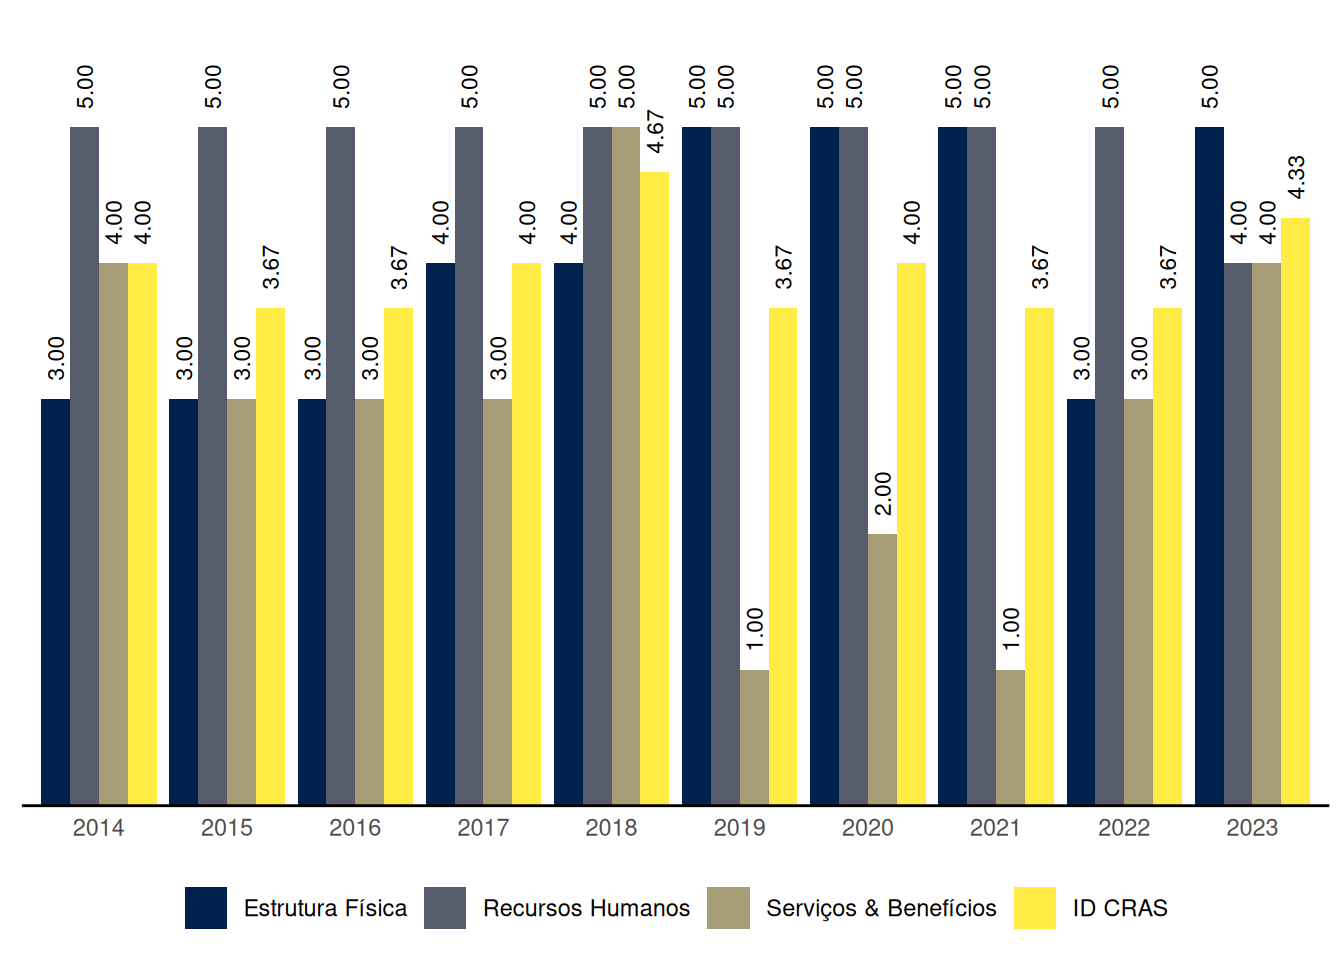 5.00 5.00 5.00 5.00 5.00 5.00 5.00 5.00 5.00 5.00 5.00 5.00 5.00 5.00
4.67
4.33
4.00 4.00 4.00 4.00 4.00 4.00 4.00 4.00
3.67 3.67 3.67 3.67 3.67
3.00 3.00 3.00 3.00 3.00 3.00 3.00 3.00
2.00
1.00 1.00
2014 2015 2016 2017 2018 2019 2020 2021 2022 2023
Estrutura Física Recursos Humanos Serviços & Benefícios ID CRAS